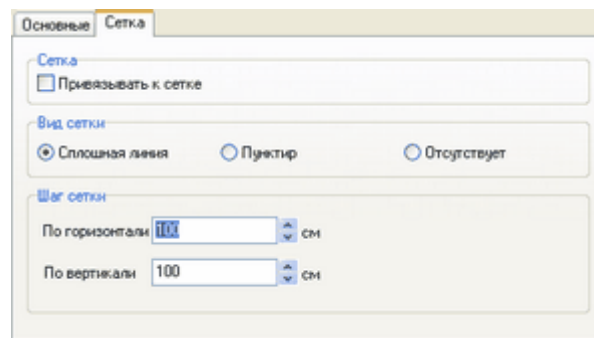 Основные Сетка
Сетка
Привязывать к сетке
Вид сетки
Сплошная линия Пунктир Отсутствует
Шаг сетки
По горизонтали 100 см
По вертикали 100 см